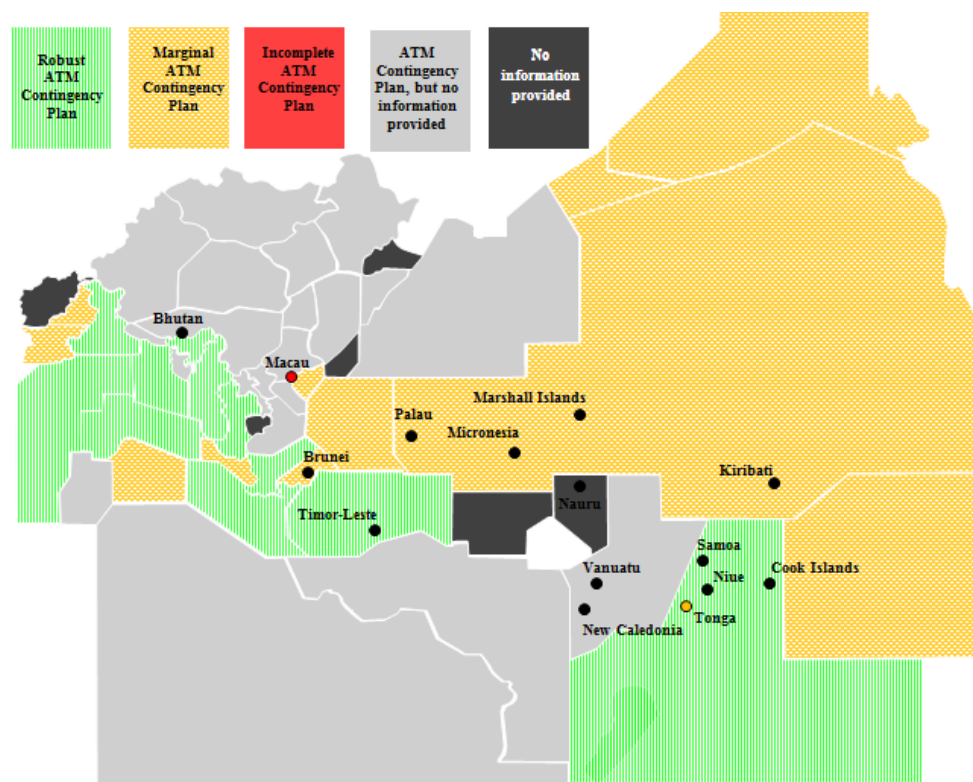 Robust
ATM
Contingency
Plan
Marginal
ATM
Contingency
Plan
Incomplete
ATM
Contingency
Plan
ATM
Contingency
Plan, but no
information
provided
No
information
provided
Bhutan
Macau
Marshall Islands
Palau
Micronesia
Brunei
Kiribati
Nauru
Timor-Leste
Samoa
Vanuatu
Niue
Cook Islands
Tonga
New Caledonia